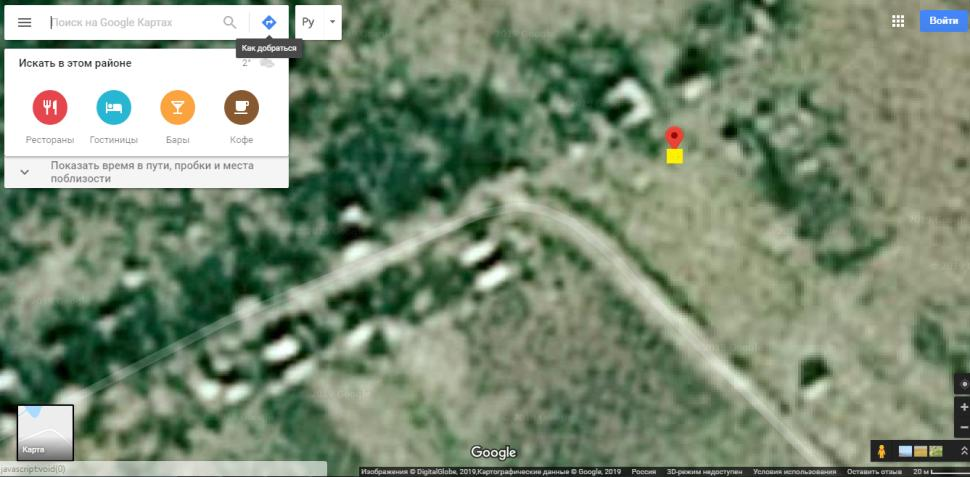 Поиск на Google Картах
Ру
Войти
Как добраться
Искать в этом районе
2°
Рестораны
Гостиницы
Бары
Кофе
Показать время в пути, пробки и места
поблизости
Карта
Google
javascript:void(0)
Изображения © DigitalGlobe, 2019,Картографические данные © Google, 2019 Россия 3D-режим недоступен Условия использования Оставить отзыв 20 м